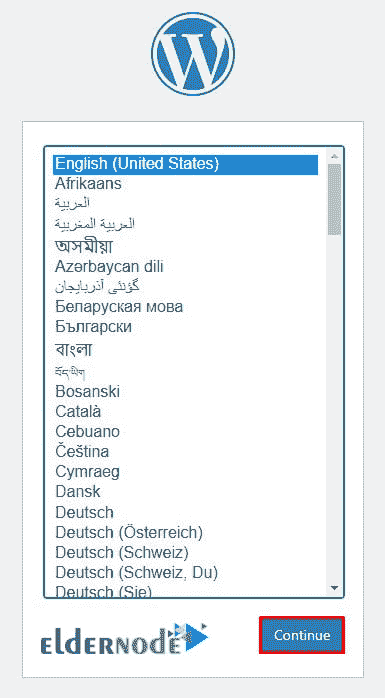 English (United States)
Afrikaans
العربية
العربية المغربية
অসমীয়া
Azərbaycan dili
گؤنئی آذربایجان
Беларуская мова
Български
বাংলা
བོད་ཡིག
Bosanski
Català
Cebuano
Čeština
Cymraeg
Dansk
Deutsch
Deutsch (Österreich)
Deutsch (Schweiz)
Deutsch (Schweiz, Du)
Deutsch (Sie)
ELDERNODE
Continue